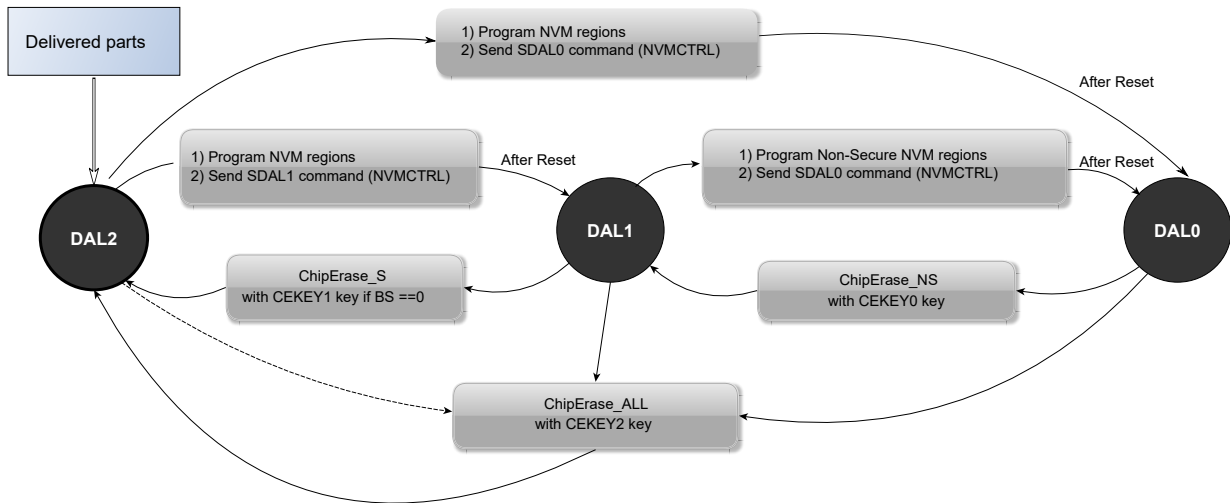 Delivered parts
1) Program NVM regions
2) Send SDAL0 command (NVMCTRL)
After Reset
1) Program NVM regions
2) Send SDAL1 command (NVMCTRL)
After Reset
1) Program Non-Secure NVM regions
2) Send SDAL0 command (NVMCTRL)
After Reset
DAL2
DAL1
DAL0
ChipErase_S
with CEKEY1 key if BS ==0
ChipErase_NS
with CEKEY0 key
ChipErase_ALL
with CEKEY2 key